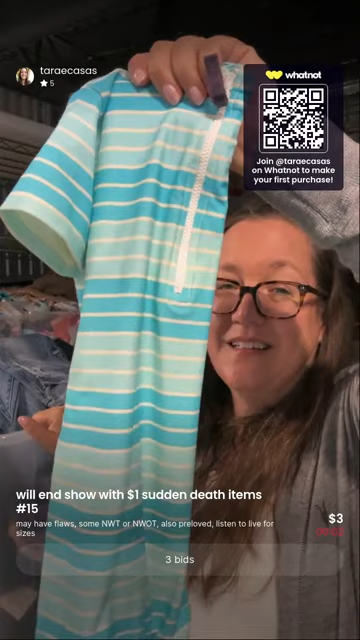 taraecasas
5
whatnot
Join @taraecasas
on Whatnot to make
your first purchase!
will end show with $1 sudden death items
#15
$3
may have flaws, some NWT or NWOT, also preloved, listen to live for
sizes
3 bids